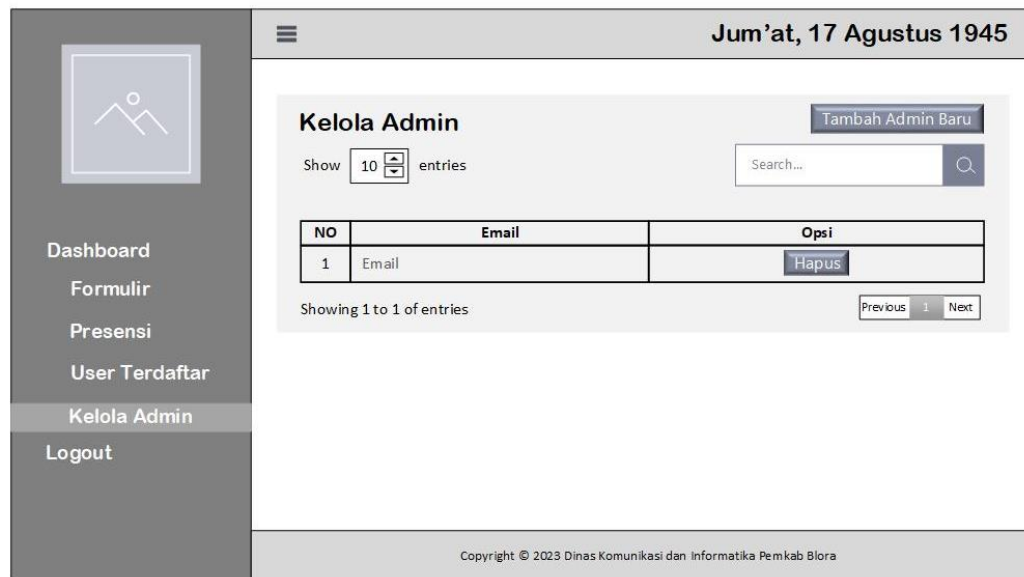 Jum'at, 17 Agustus 1945
Dashboard
Formulir
Presensi
User Terdaftar
Kelola Admin
Logout
Kelola Admin
Tambah Admin Baru
Show 10 entries
Search...
NO Email Opsi
1 Email Hapus
Showing 1 to 1 of entries
Previous 1 Next
Copyright © 2023 Dinas Komunikasi dan Informatika Pemkab Blora